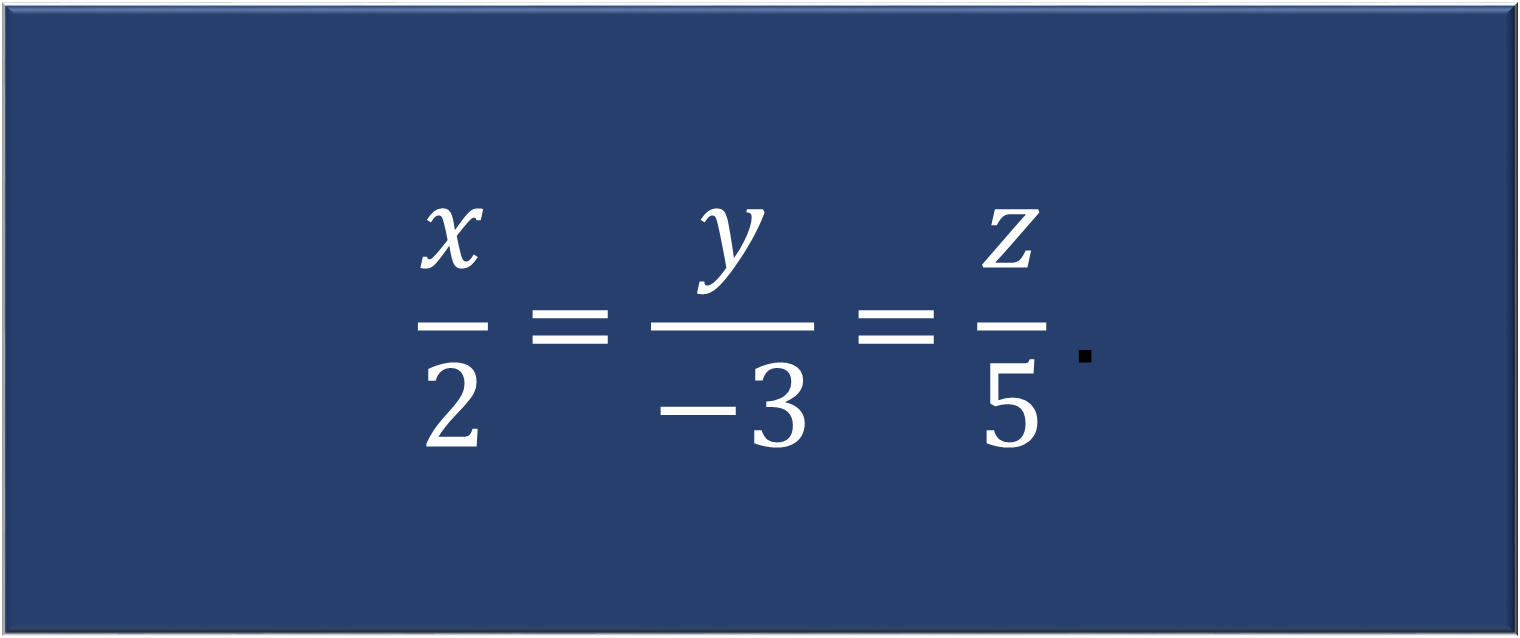 x/2 = y/−3 = z/5.